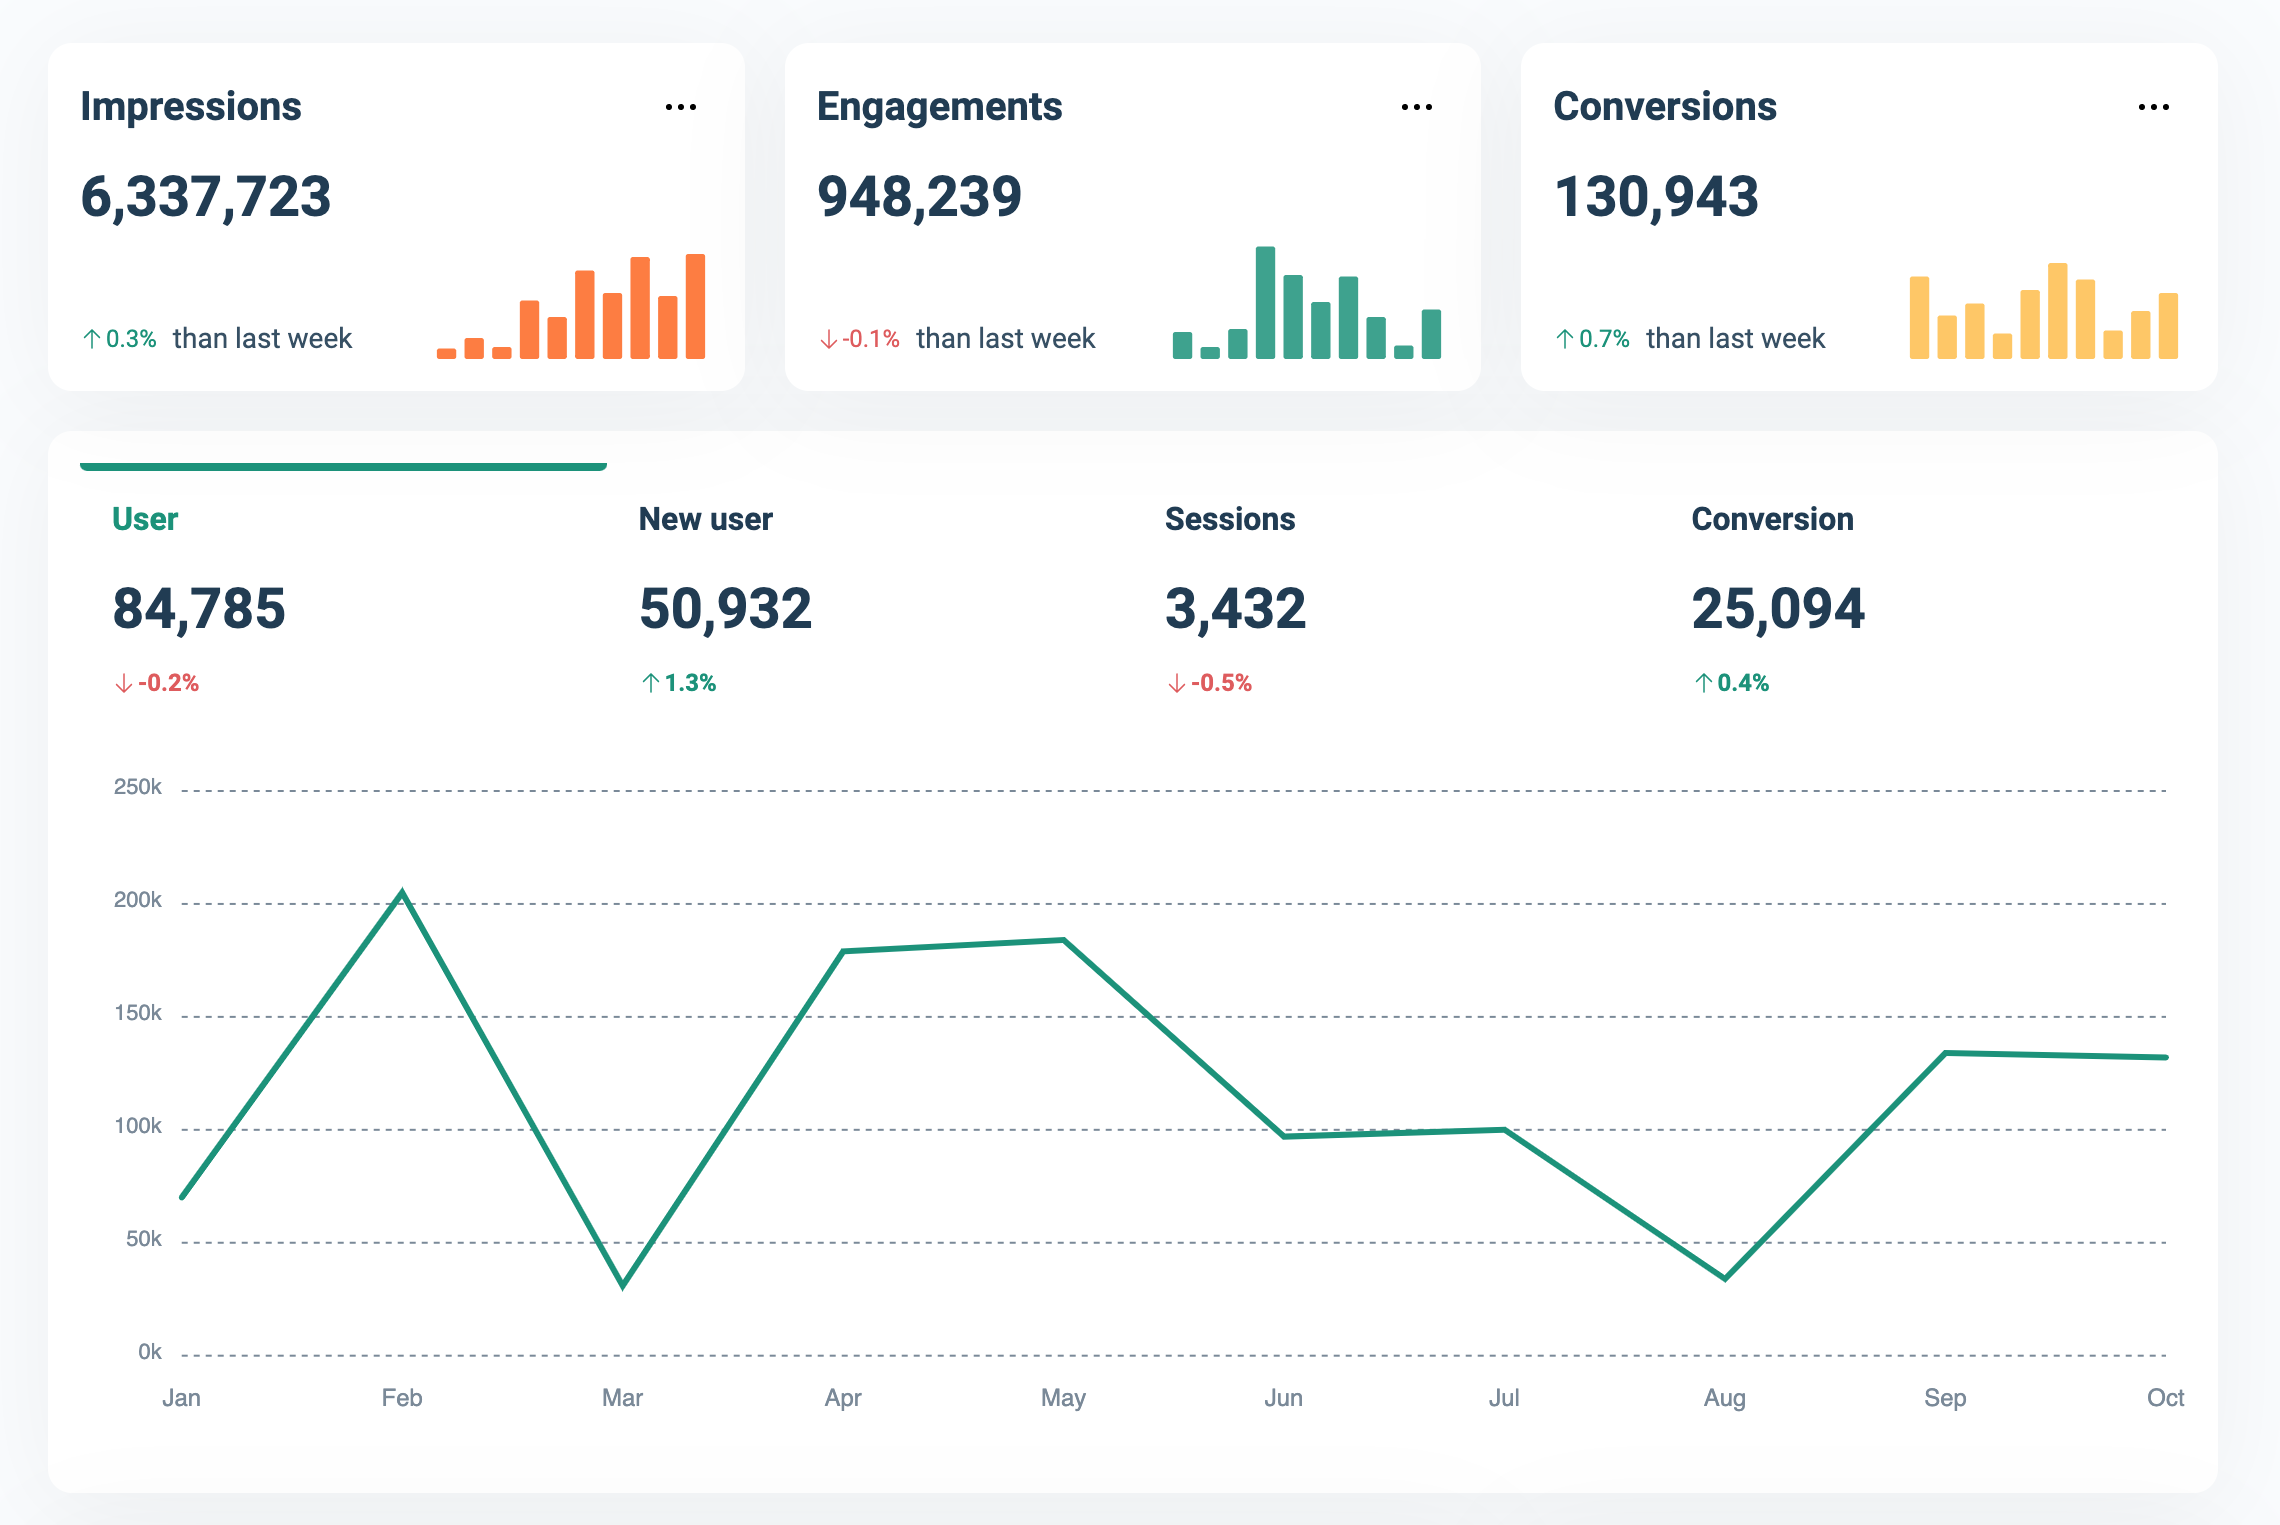 Impressions
6,337,723
0.3% than last week
Engagements
948,239
-0.1% than last week
Conversions
130,943
0.7% than last week
User
84,785
-0.2%
New user
50,932
1.3%
Sessions
3,432
-0.5%
Conversion
25,094
0.4%
250k
200k
150k
100k
50k
0k
Jan Feb Mar Apr May Jun Jul Aug Sep Oct